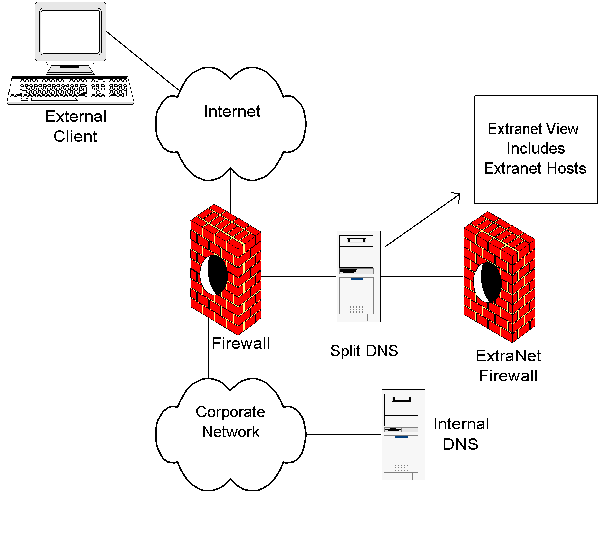 External
Client
Internet
Extranet View
Includes
Extranet Hosts
Firewall
Split DNS
ExtraNet
Firewall
Corporate
Network
Internal
DNS